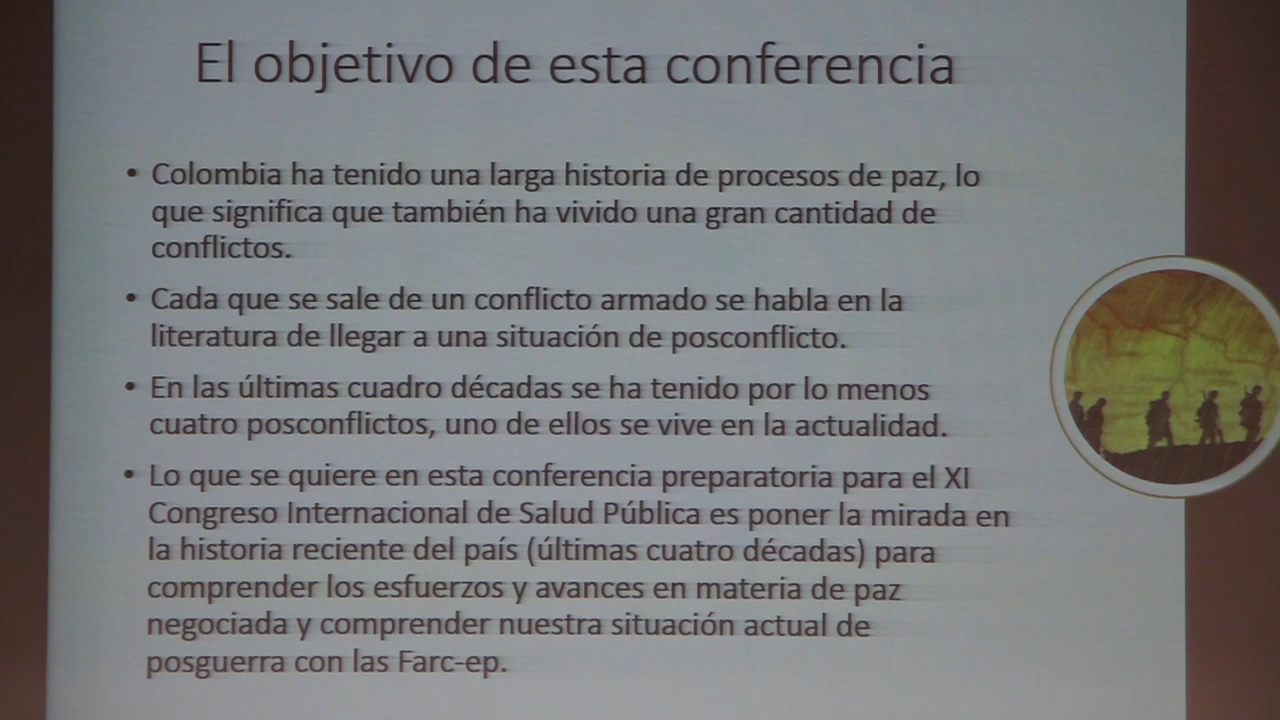 El objetivo de esta conferencia
• Colombia ha tenido una larga historia de procesos de paz, lo
que significa que también ha vivido una gran cantidad de
conflictos.
• Cada que se sale de un conflicto armado se habla en la
literatura de llegar a una situación de posconflicto.
• En las últimas cuadro décadas se ha tenido por lo menos
cuatro posconflictos, uno de ellos se vive en la actualidad.
• Lo que se quiere en esta conferencia preparatoria para el XI
Congreso Internacional de Salud Pública es poner la mirada en
la historia reciente del país (últimas cuatro décadas) para
comprender los esfuerzos y avances en materia de paz
negociada y comprender nuestra situación actual de
posguerra con las Farc-ep.